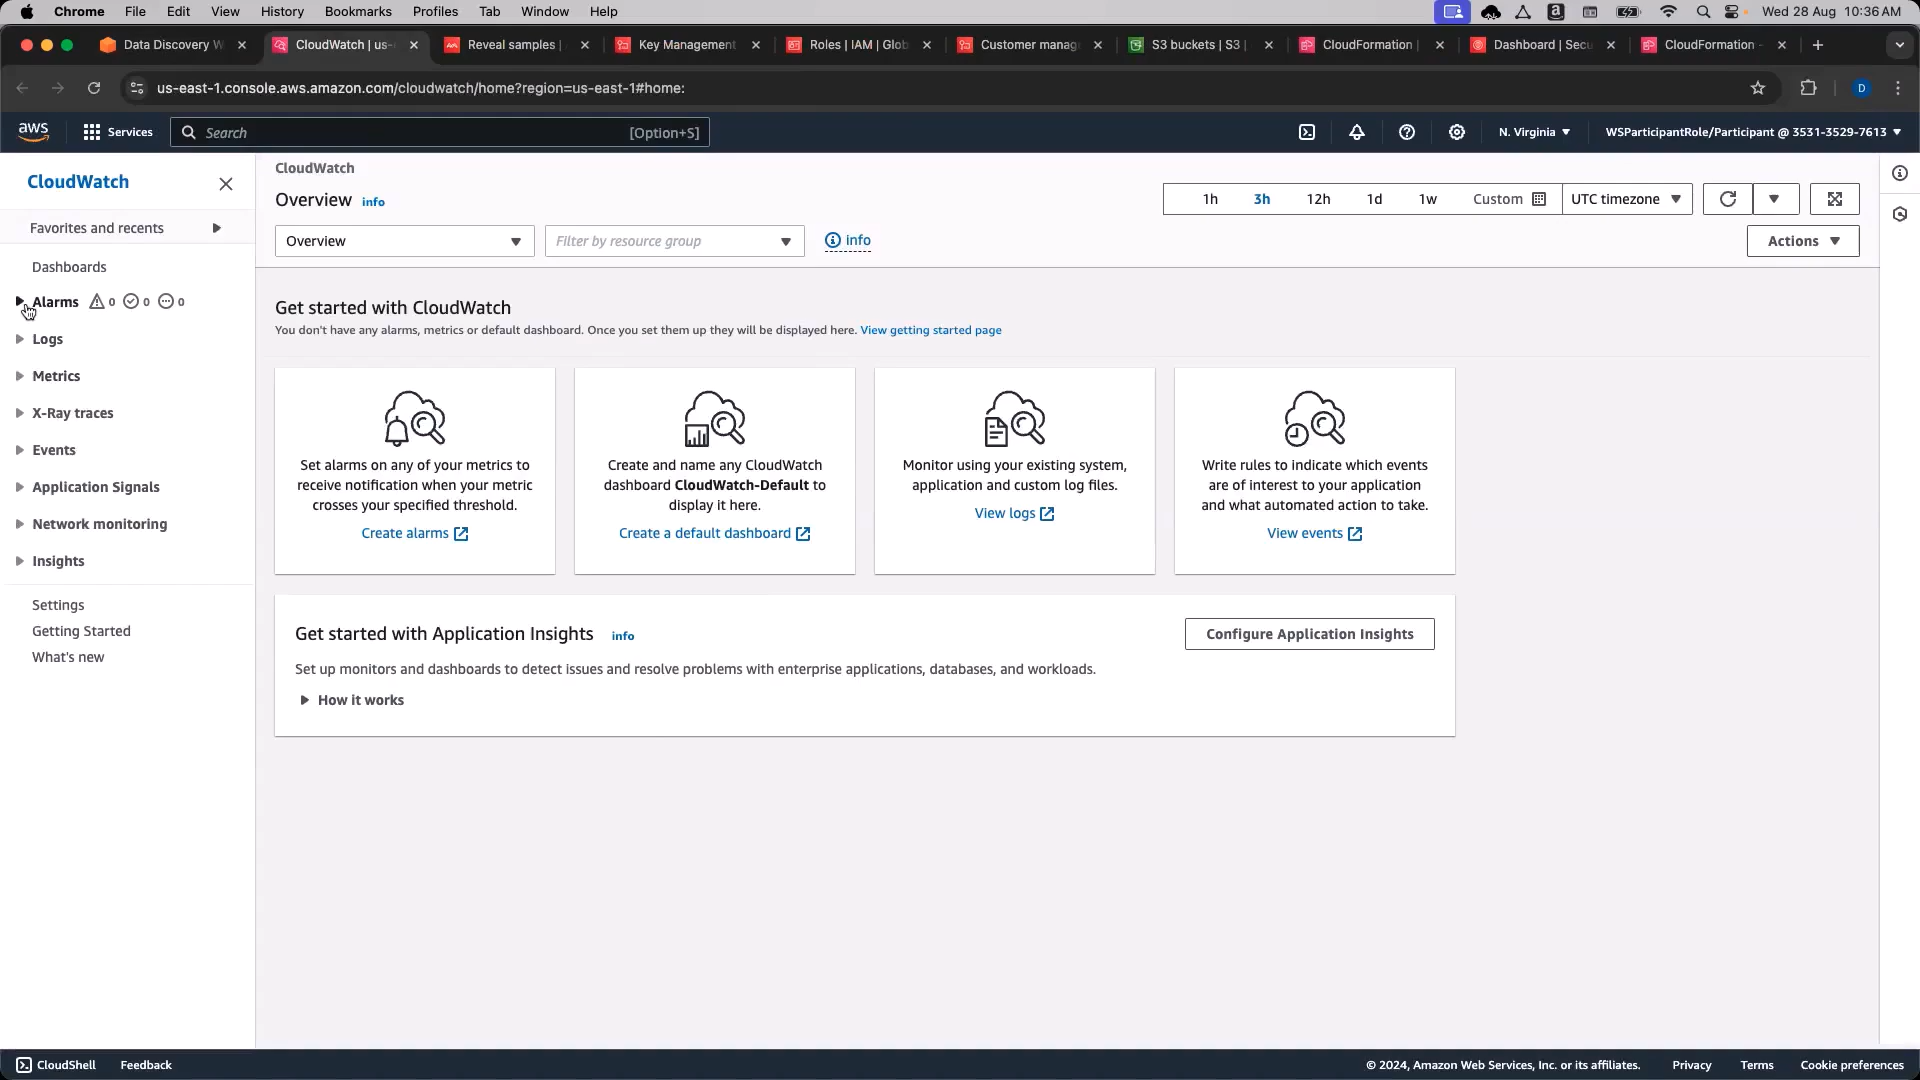 Chrome File Edit View History Bookmarks Profiles Tab Window Help Wed 28 Aug 10:36 AM
Data Discovery W CloudWatch | us- Reveal samples | Key Management Roles | IAM | Glob Customer manag S3 buckets | S3 | CloudFormation | Dashboard | Secu CloudFormation -
us-east-1.console.aws.amazon.com/cloudwatch/home?region=us-east-1#home: D
aws Services Search [Option+S] N. Virginia WSParticipantRole/Participant @ 3531-3529-7613
CloudWatch
Favorites and recents
Dashboards
Alarms 0 0 0
Logs
Metrics
X-Ray traces
Events
Application Signals
Network monitoring
Insights
Settings
Getting Started
What's new
CloudWatch
Overview info
1h 3h 12h 1d 1w Custom UTC timezone
Overview Filter by resource group info Actions
Get started with CloudWatch
You don't have any alarms, metrics or default dashboard. Once you set them up they will be displayed here. View getting started page
Set alarms on any of your metrics to
receive notification when your metric
crosses your specified threshold.
Create alarms
Create and name any CloudWatch
dashboard CloudWatch-Default to
display it here.
Create a default dashboard
Monitor using your existing system,
application and custom log files.
View logs
Write rules to indicate which events
are of interest to your application
and what automated action to take.
View events
Get started with Application Insights info
Configure Application Insights
Set up monitors and dashboards to detect issues and resolve problems with enterprise applications, databases, and workloads.
How it works
CloudShell Feedback © 2024, Amazon Web Services, Inc. or its affiliates. Privacy Terms Cookie preferences